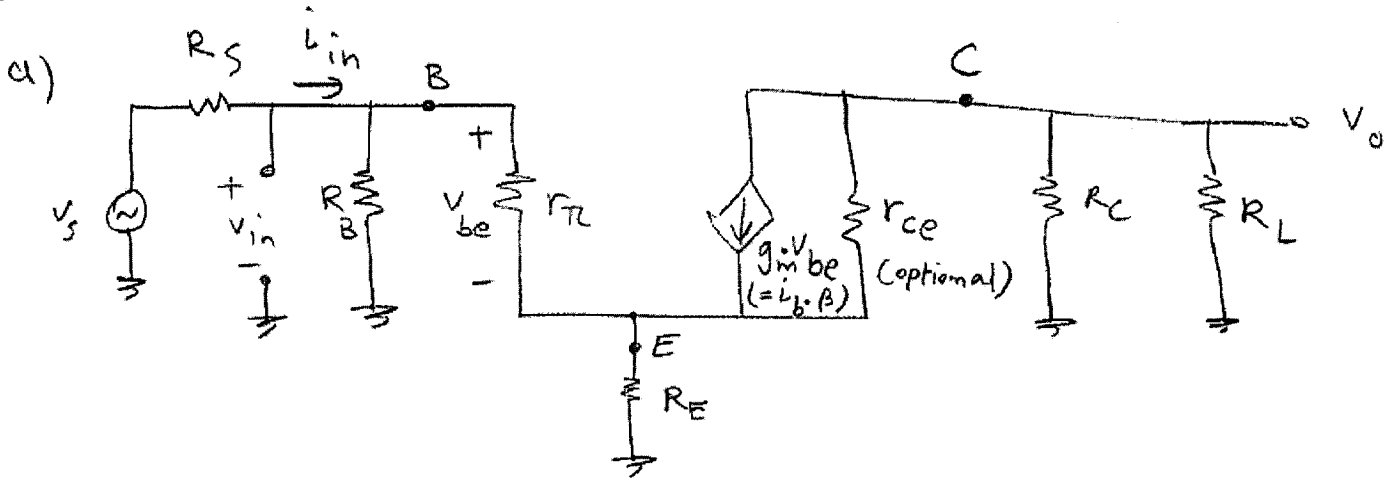 a)
R_S
i_in
B
C
V_o
+
V_s
+
v_in
-
R_B
V_be
r_π
-
g_m·V_be
(= i_b·β)
r_ce
(optional)
R_C
R_L
E
R_E